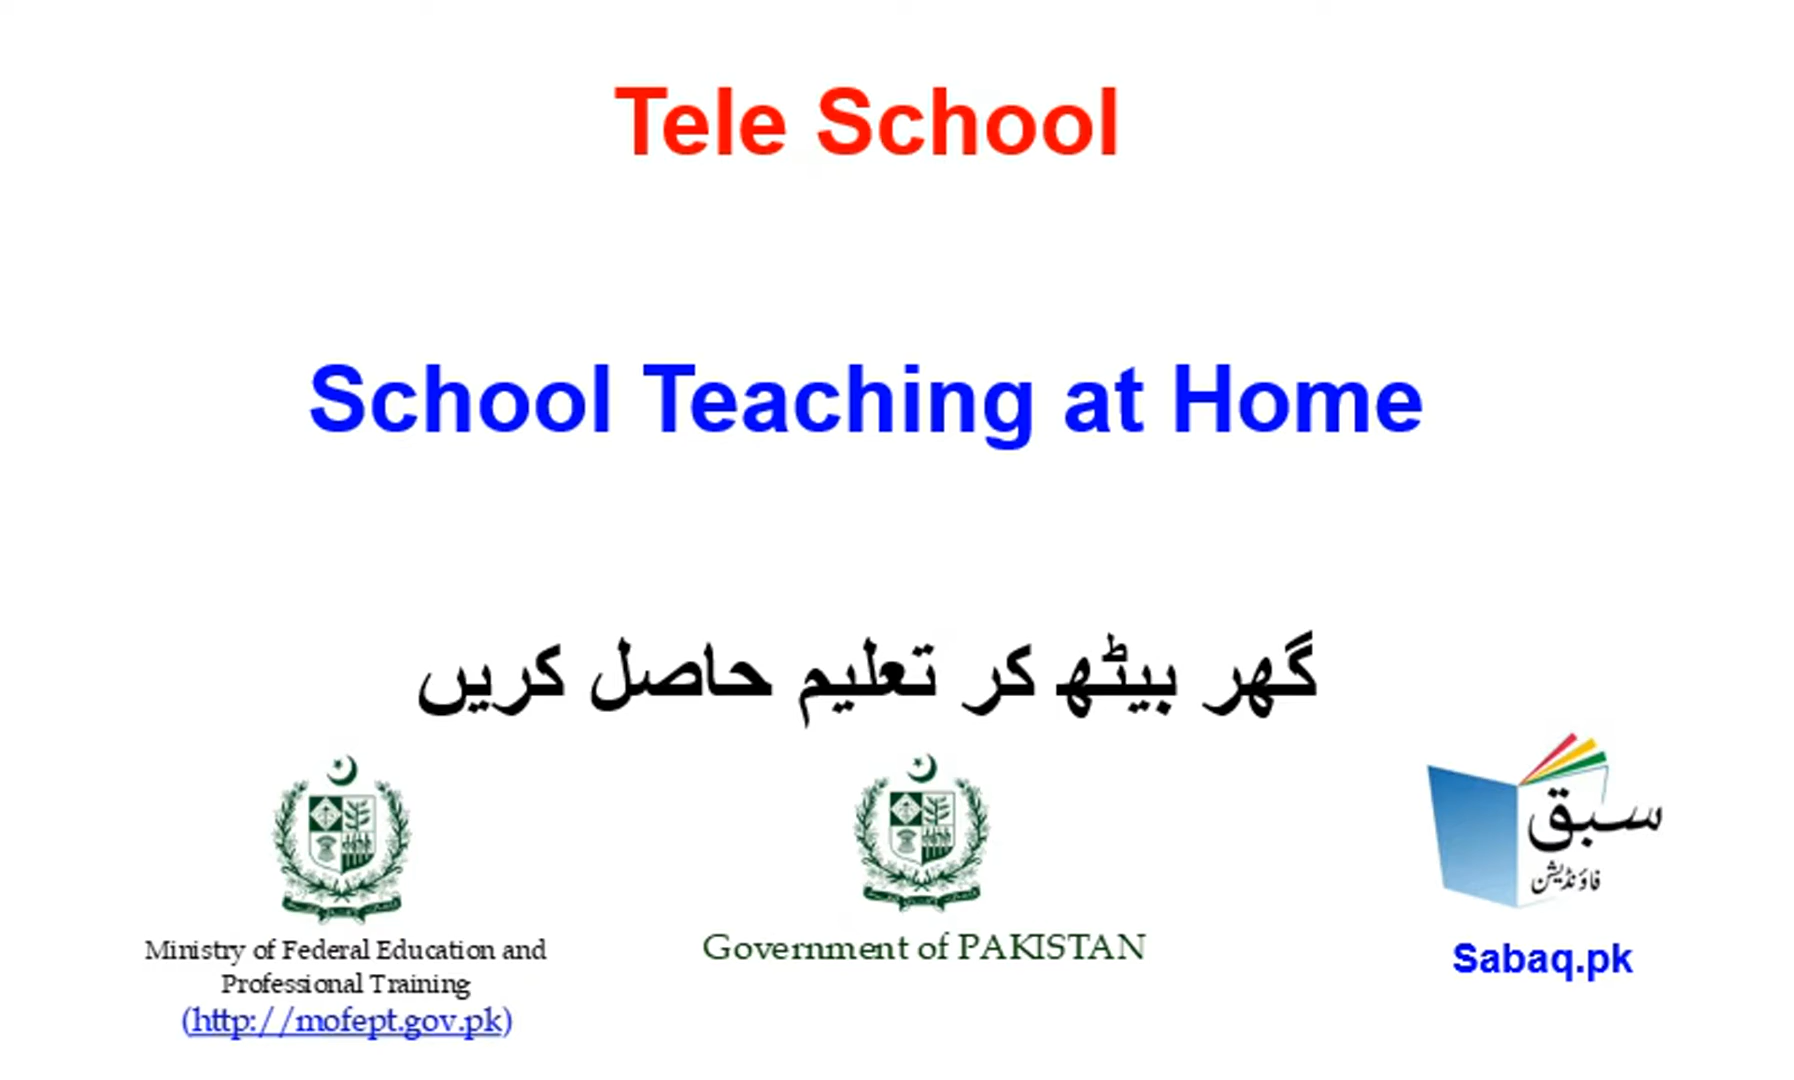 Tele School
School Teaching at Home
گھر بیٹھ کر تعلیم حاصل کریں
Ministry of Federal Education and
Professional Training
(http://mofept.gov.pk)
Government of PAKISTAN
سبق
فاؤنڈیشن
Sabaq.pk